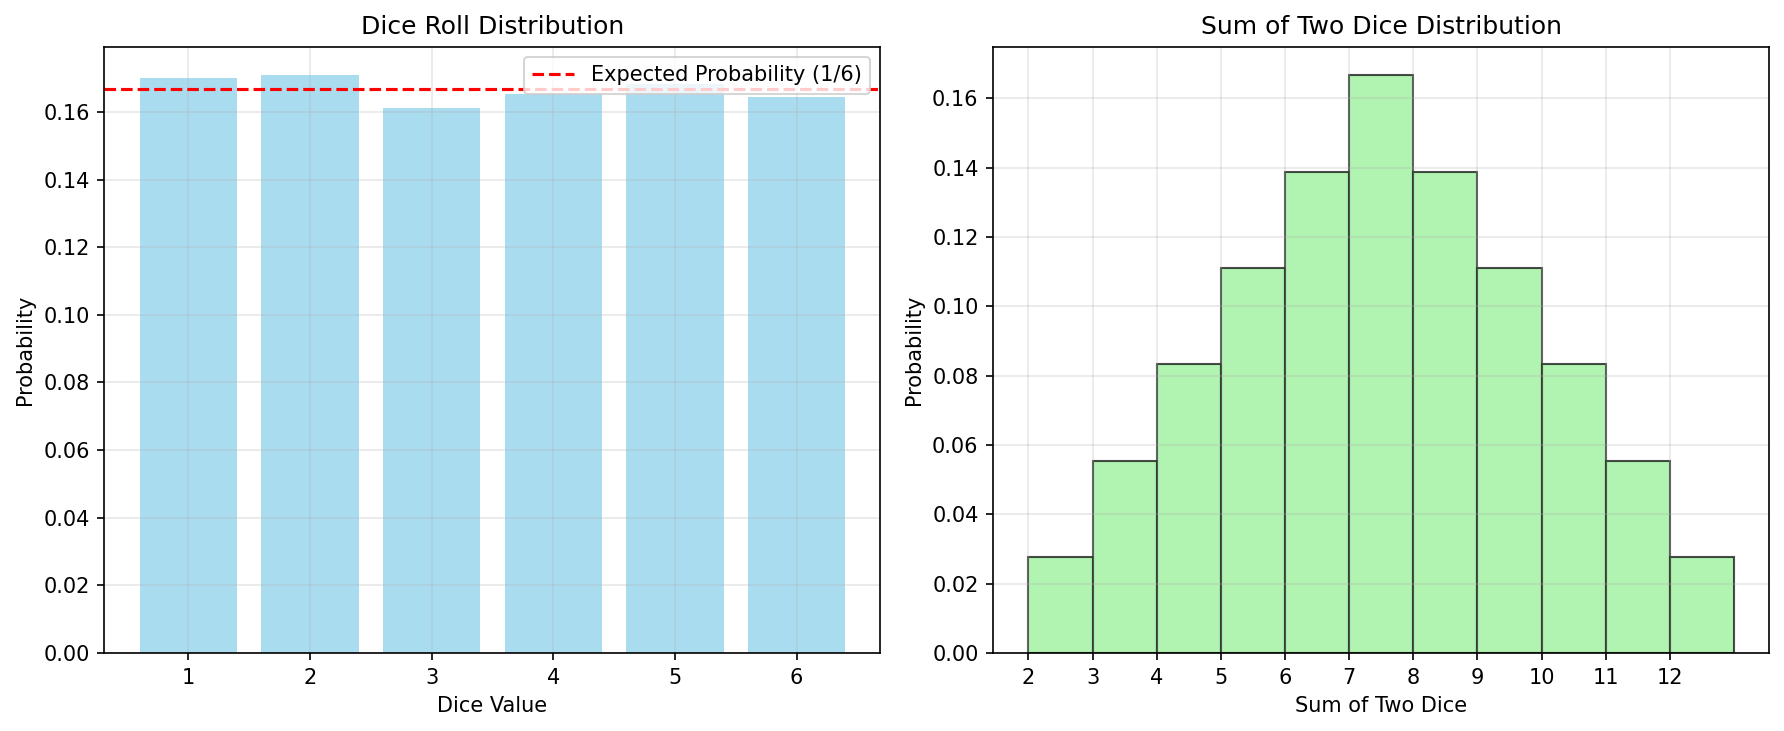 Dice Roll Distribution
Expected Probability (1/6)
0.16
0.14
0.12
0.10
0.08
0.06
0.04
0.02
0.00
Probability
1 2 3 4 5 6
Dice Value
Sum of Two Dice Distribution
0.16
0.14
0.12
0.10
0.08
0.06
0.04
0.02
0.00
Probability
2 3 4 5 6 7 8 9 10 11 12
Sum of Two Dice